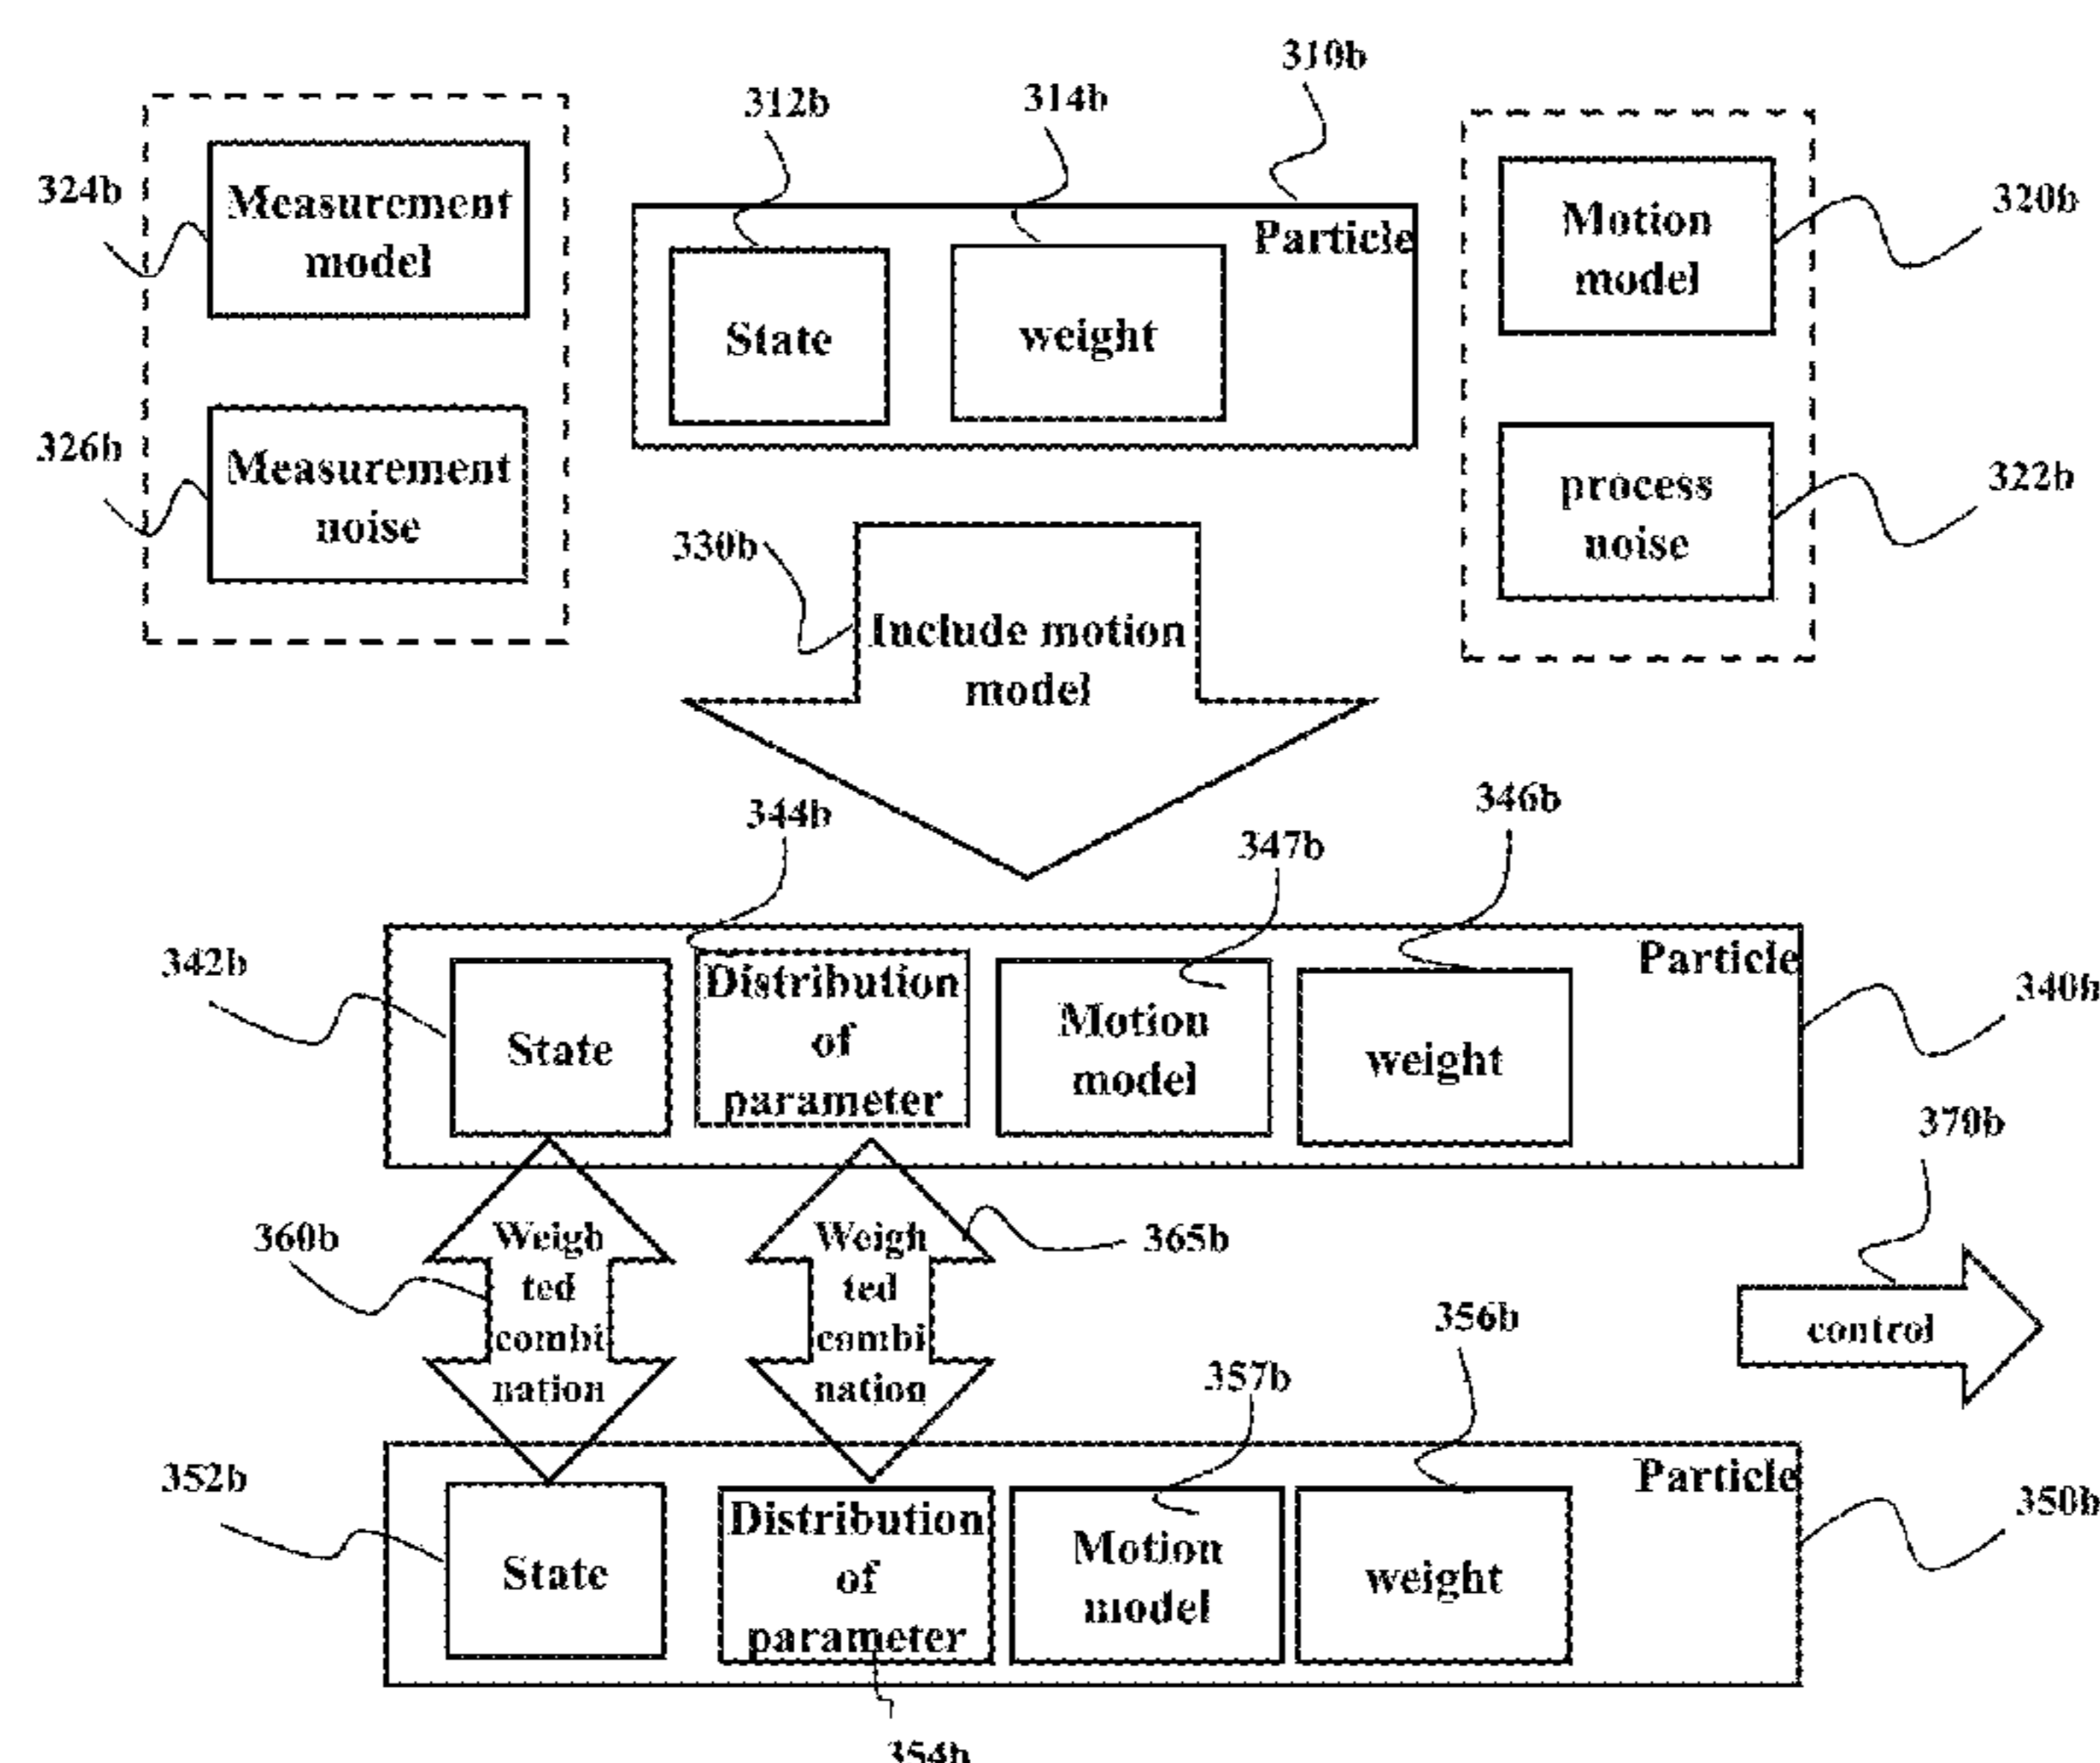 310b
312b
314b
324b
Measurement
model
Particle
State
weight
Motion
model
320b
326b
Measurement
noise
process
noise
322b
330b
Include motion
model
344b
347b
346b
342b
Particle
State
Distribution
of
parameter
Motion
model
weight
340b
370b
360b
Weigh
ted
combi
nation
Weigh
ted
combi
nation
365b
control
356b
357b
352b
Particle
State
Distribution
of
parameter
Motion
model
weight
350b
354b